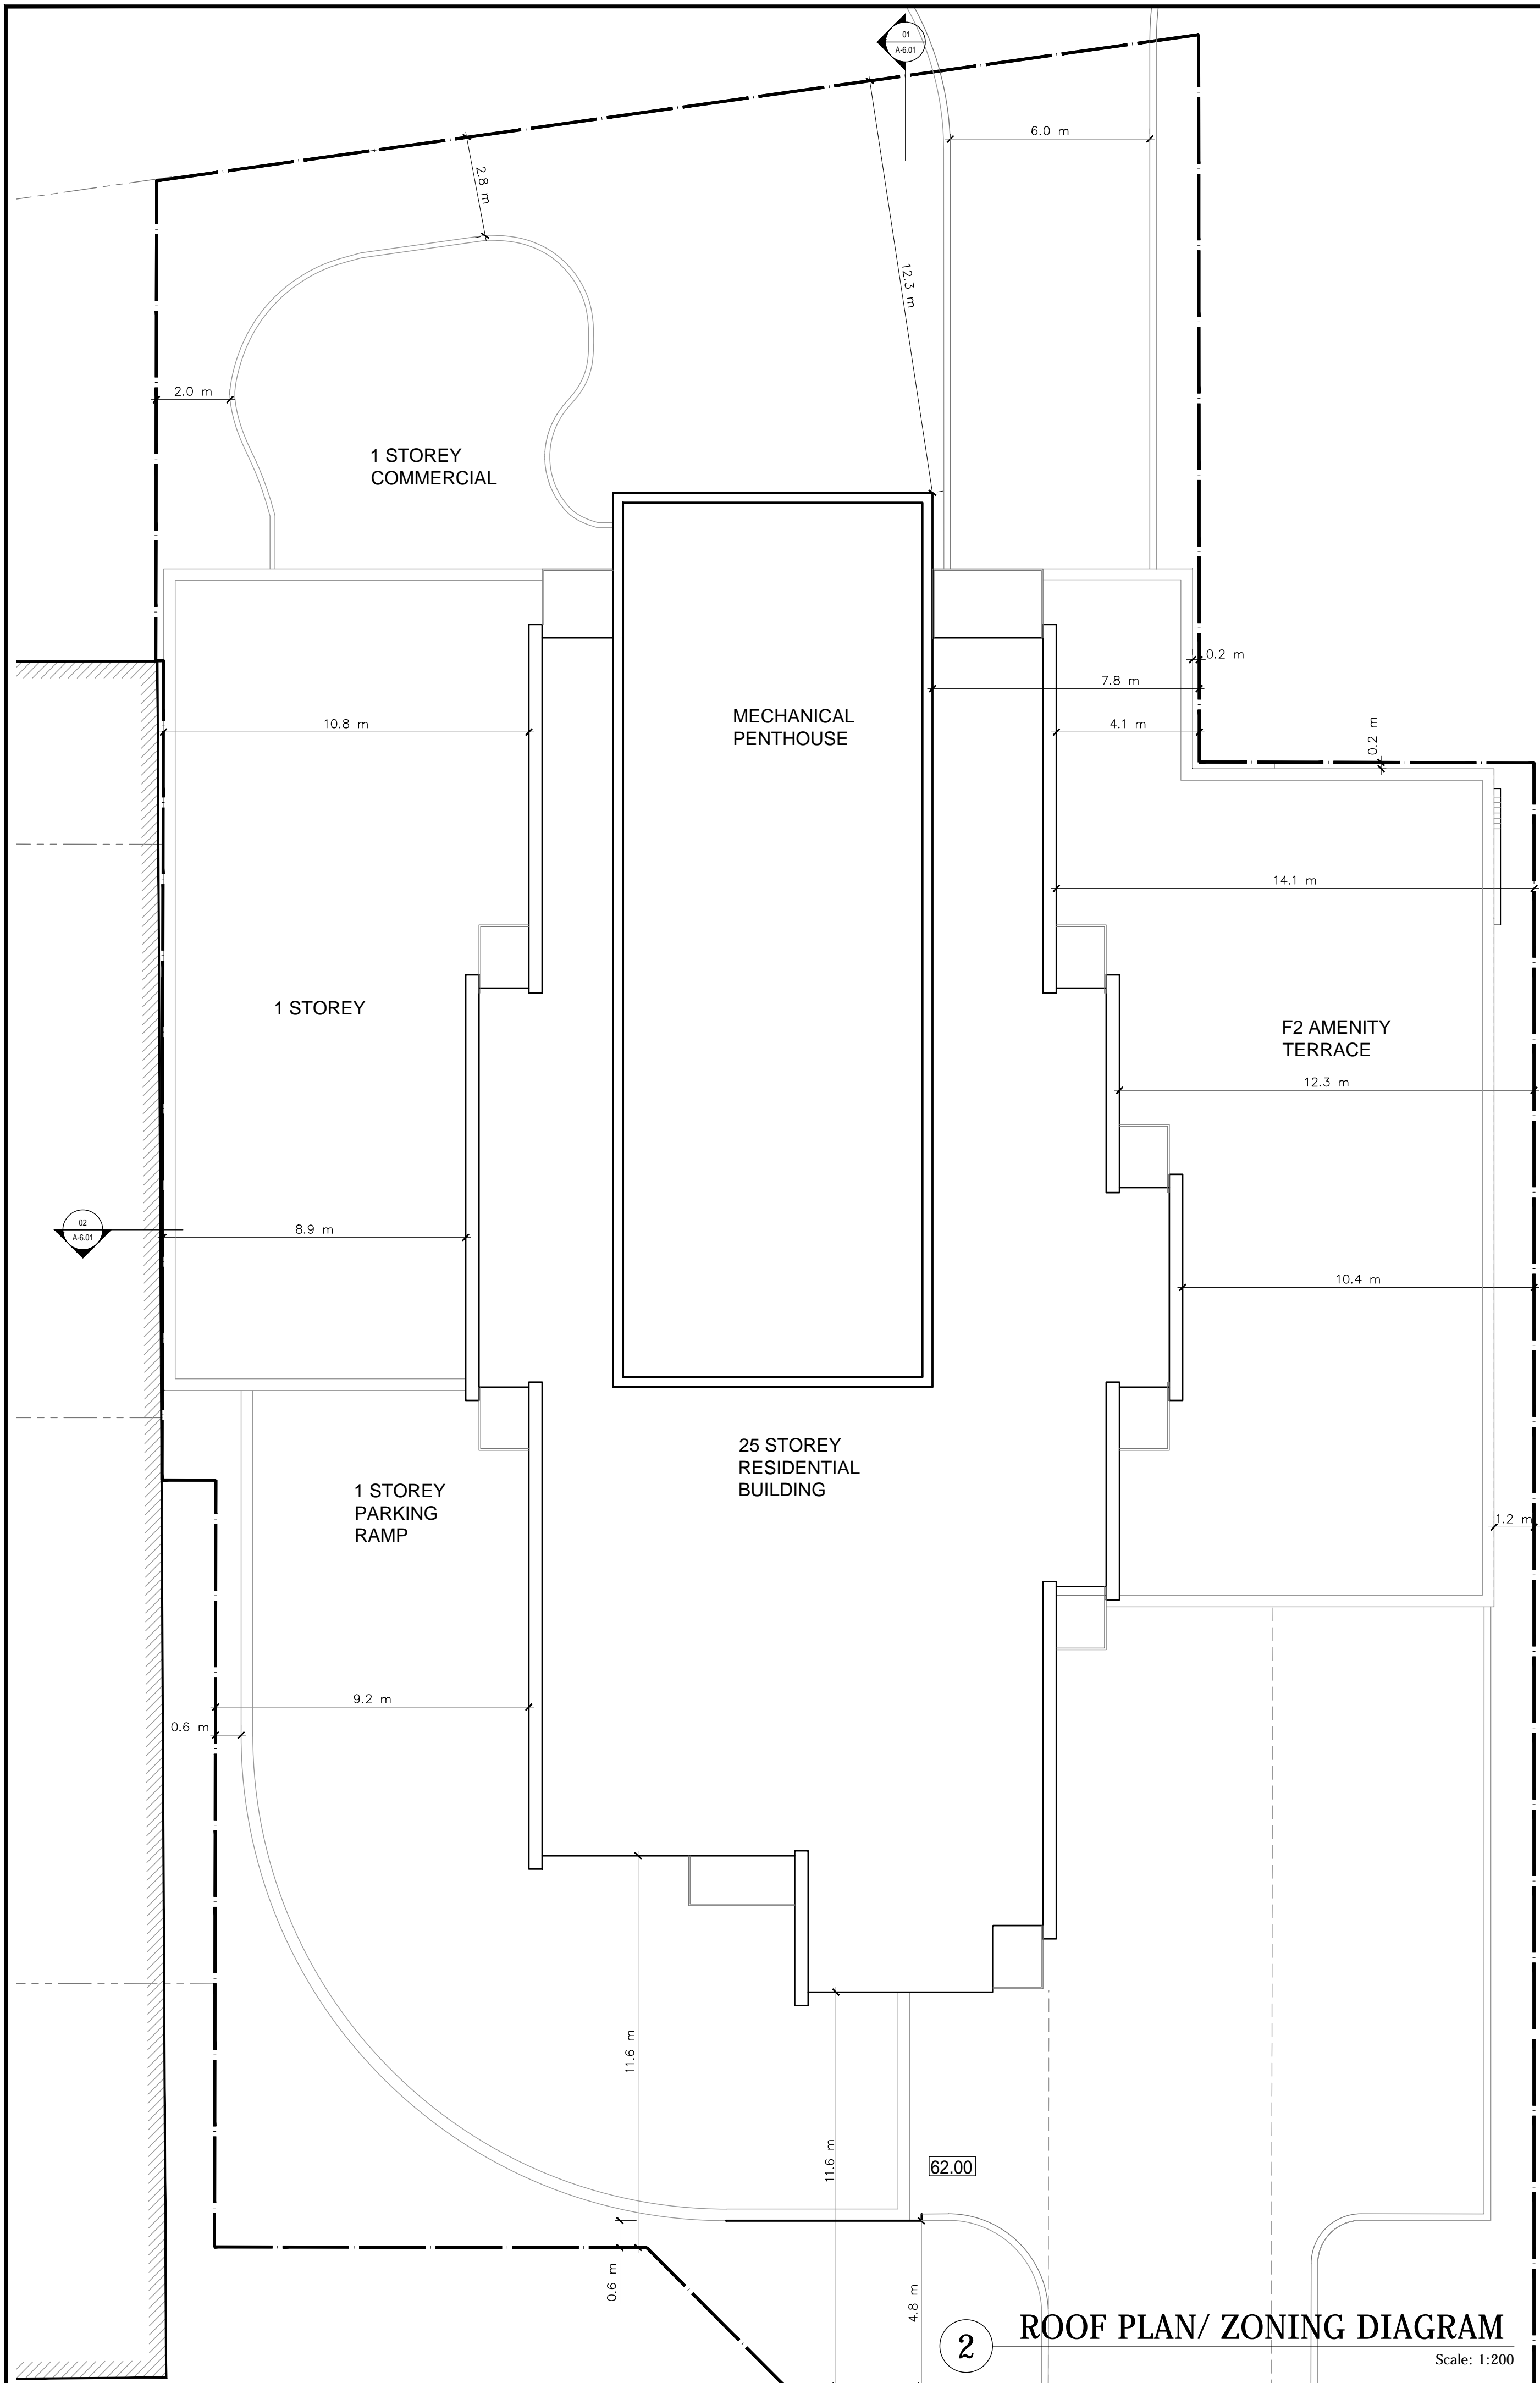 01
A-6.01
6.0 m
2.8 m
12.3 m
2.0 m
1 STOREY
COMMERCIAL
0.2 m
7.8 m
MECHANICAL
PENTHOUSE
10.8 m
4.1 m
0.2 m
14.1 m
1 STOREY
F2 AMENITY
TERRACE
12.3 m
02
A-6.01
8.9 m
10.4 m
25 STOREY
RESIDENTIAL
BUILDING
1 STOREY
PARKING
RAMP
1.2 m
9.2 m
0.6 m
11.6 m
11.6 m
62.00
0.6 m
4.8 m
2
ROOF PLAN/ ZONING DIAGRAM
Scale: 1:200